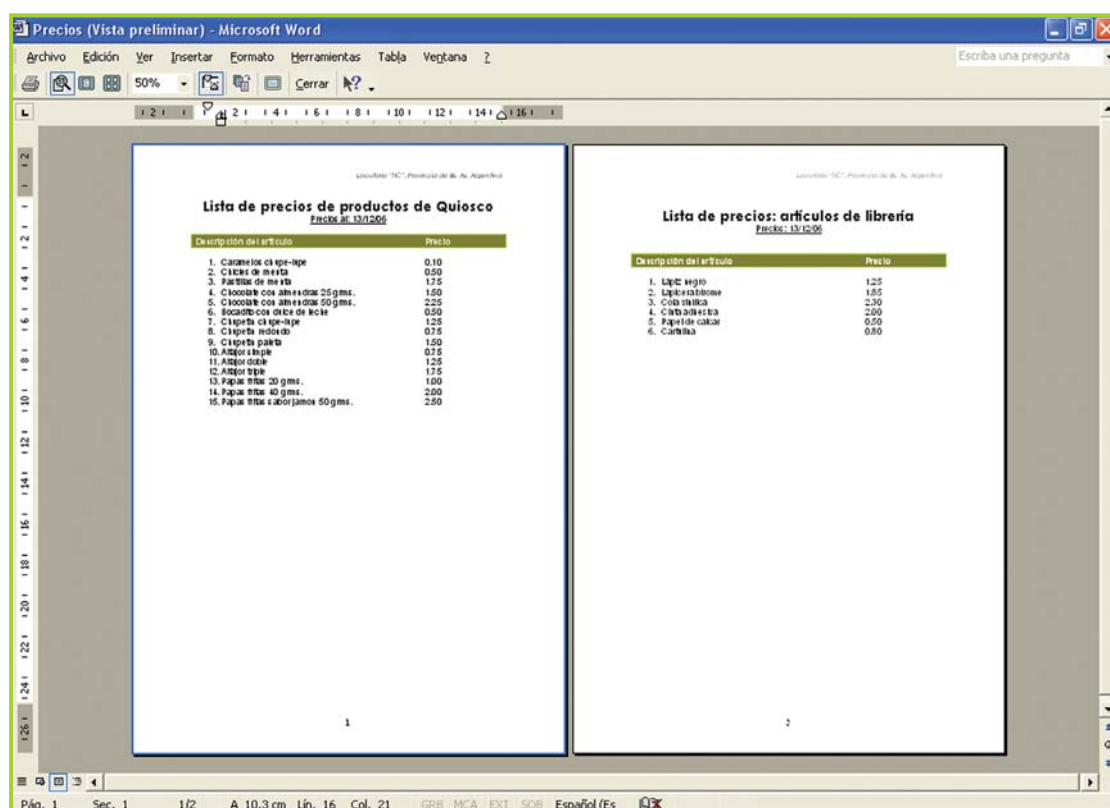 Precios (Vista preliminar) - Microsoft Word
Archivo Edición Ver Insertar Formato Herramientas Tabla Ventana ?
Escriba una pregunta
50% Cerrar
Lista de precios de productos de Quiosco
Precios al: 13/12/06
Descripción del artículo Precio
1. Caramelos chupe-lupe 0.10
2. Chicles de menta 0.50
3. Pastillas de menta 1.75
4. Chocolate con almendras 25 grms. 1.50
5. Chocolate con almendras 50 grms. 2.25
6. Bocadito con dulce de leche 0.50
7. Chupetín 1.25
8. Chupetín redondo 0.75
9. Chupetín paleta 1.50
10. Alfajor simple 0.75
11. Alfajor doble 1.25
12. Alfajor triple 1.75
13. Papas fritas 20 grms. 1.00
14. Papas fritas 40 grms. 2.00
15. Papas fritas sabor jamon 50 grms. 2.50
1
Lista de precios: artículos de librería
Precios: 13/12/06
Descripción del artículo Precio
1. Lápiz negro 1.25
2. Lapicera birome 1.85
3. Cola vinílica 2.30
4. Cinta adhesiva 2.00
5. Papel de calcar 0.50
6. Cartulina 0.80
2
Pág. 1 Sec. 1 1/2 A 10,3 cm Lín. 16 Col. 21 GRB MCA EXT SOB Español (Es